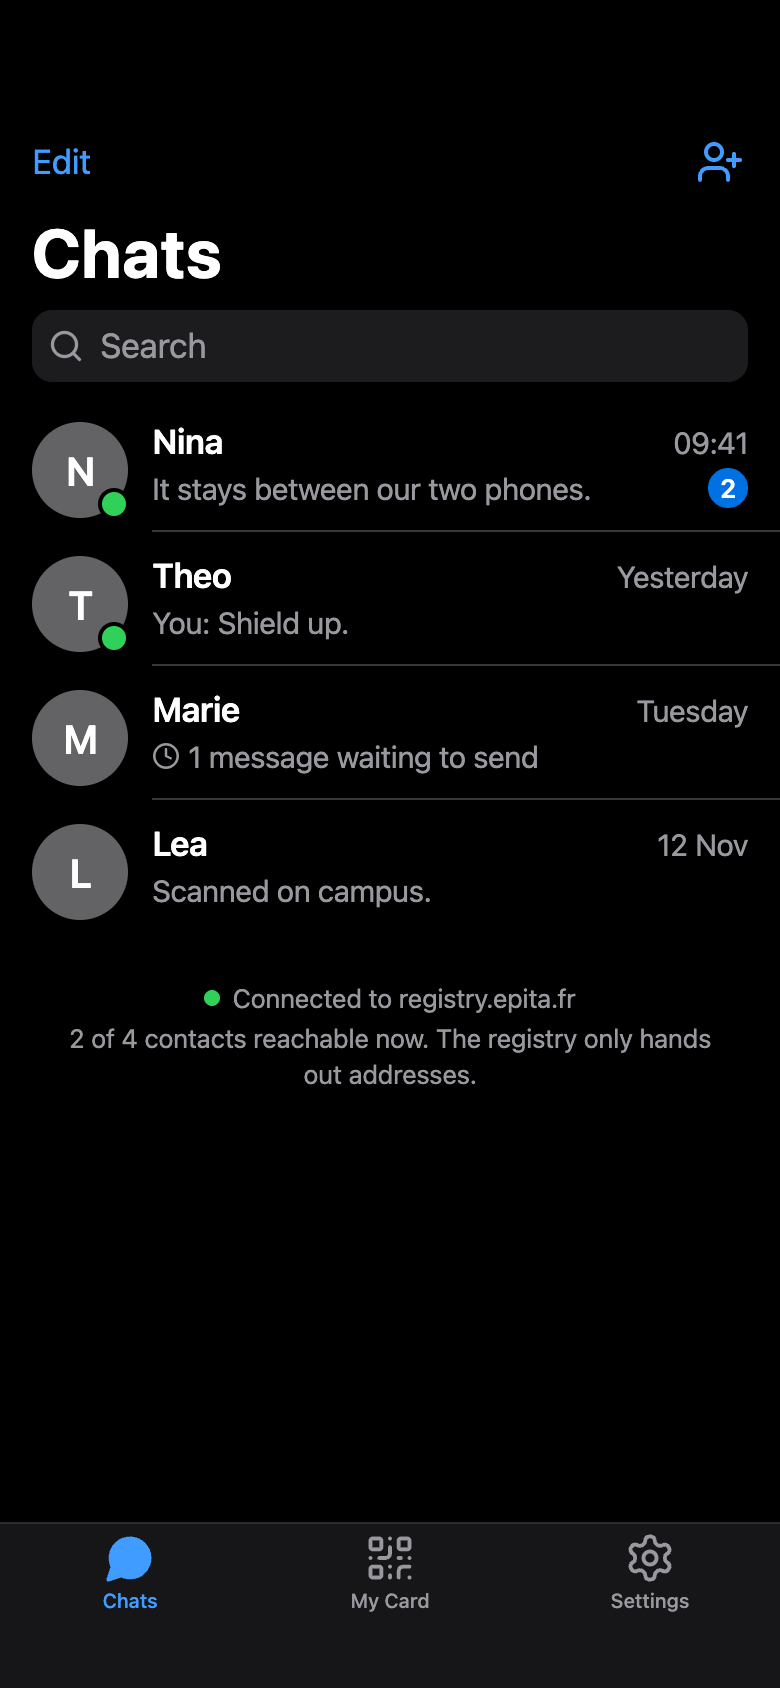 Edit
Chats
Search
N
Nina
09:41
It stays between our two phones.
2
T
Theo
Yesterday
You: Shield up.
M
Marie
Tuesday
1 message waiting to send
L
Lea
12 Nov
Scanned on campus.
Connected to registry.epita.fr
2 of 4 contacts reachable now. The registry only hands
out addresses.
Chats
My Card
Settings